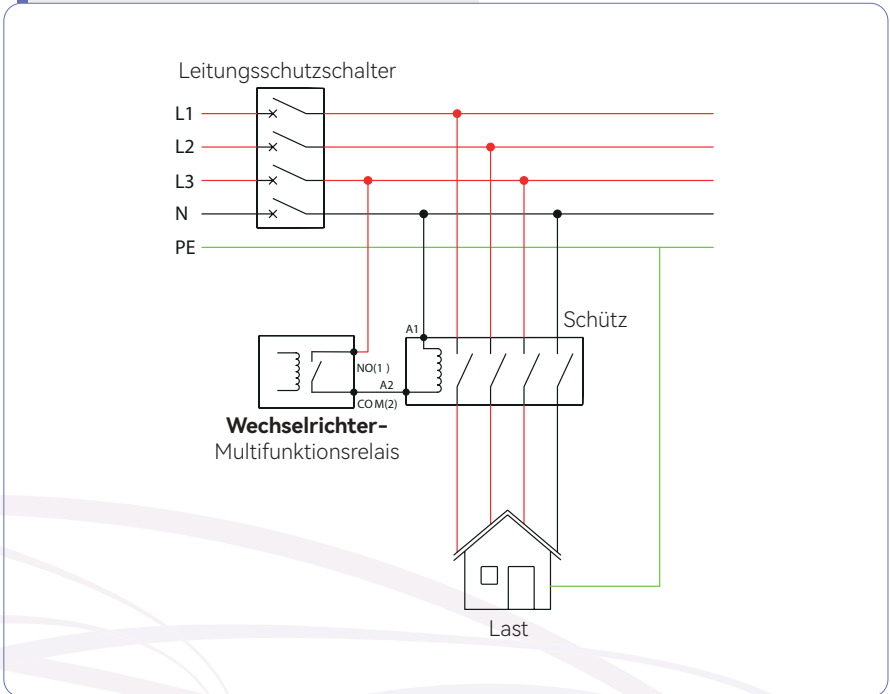 Leitungsschutzschalter
L1
L2
L3
N
PE
Schütz
A1
NO(1)
A2
COM(2)
Wechselrichter-
Multifunktionsrelais
Last